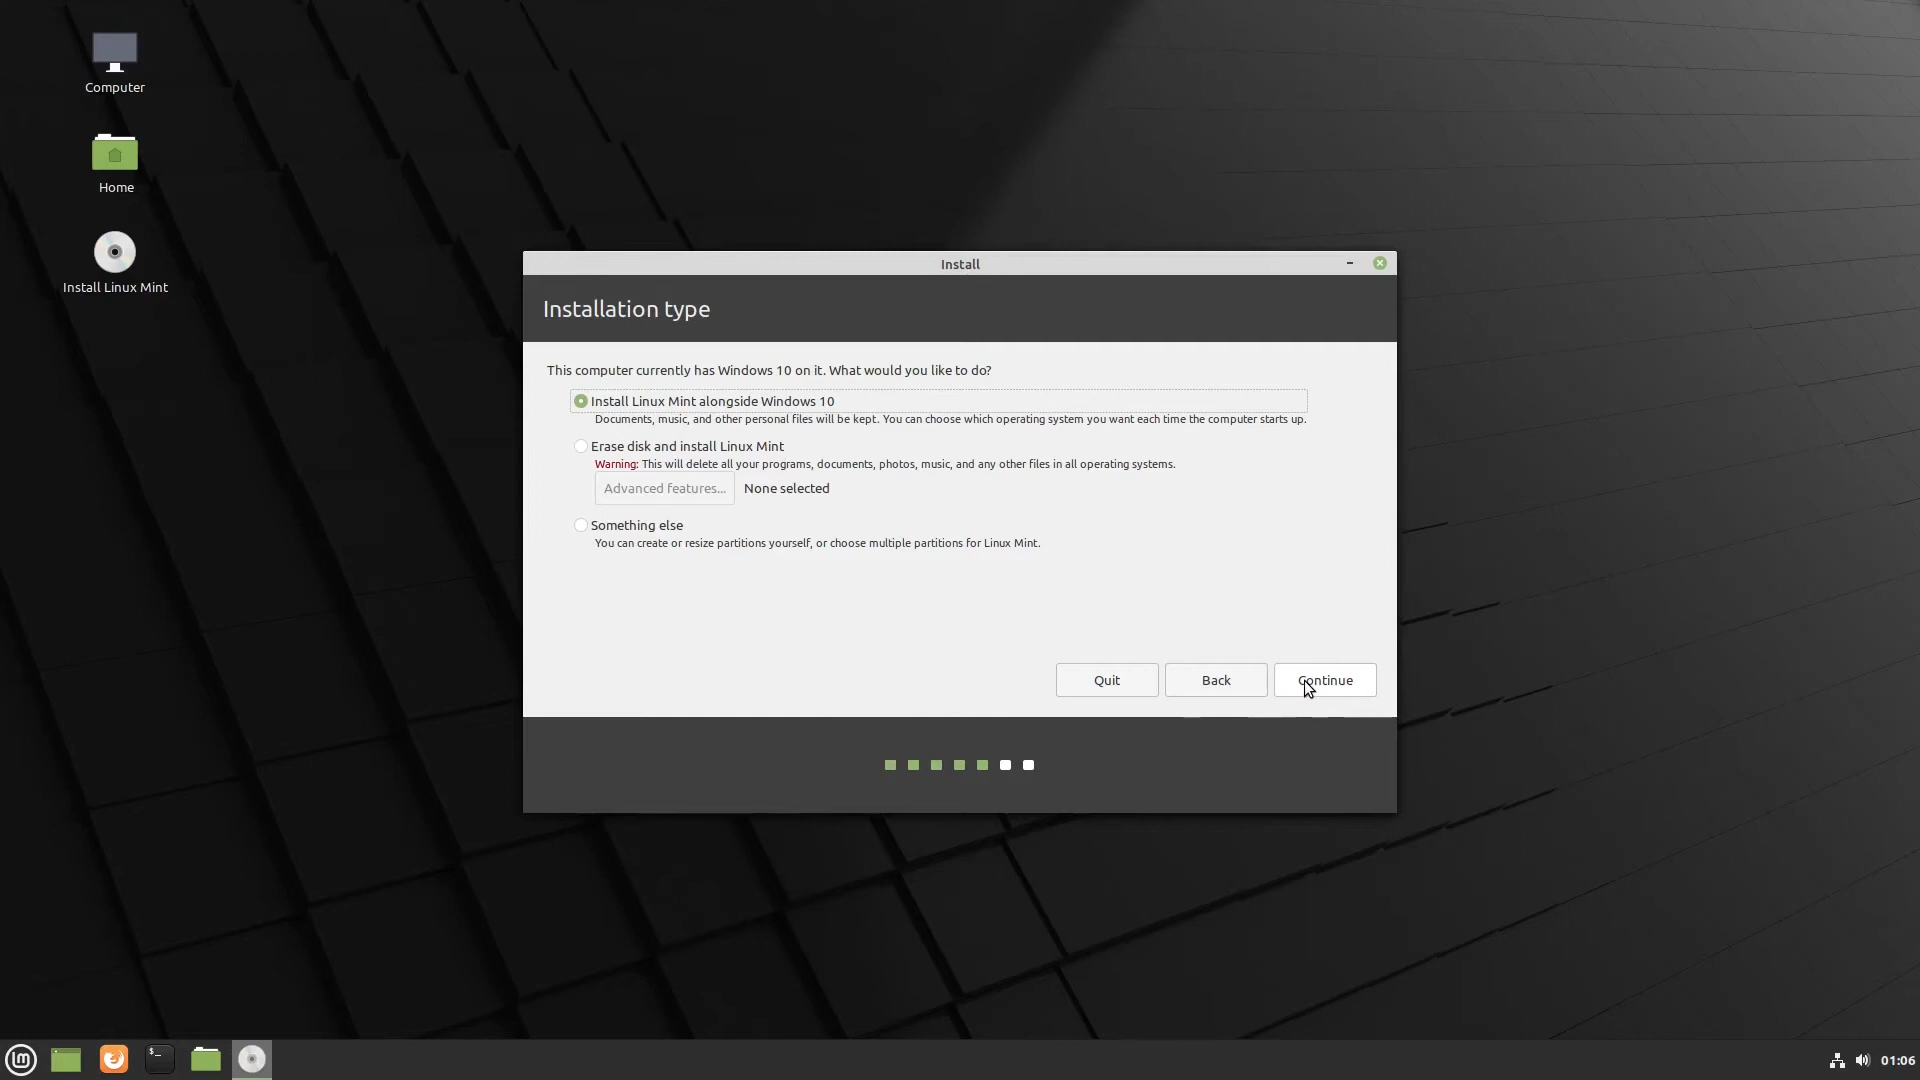 Computer
Home
Install Linux Mint
Install
Installation type
This computer currently has Windows 10 on it. What would you like to do?
Install Linux Mint alongside Windows 10
Documents, music, and other personal files will be kept. You can choose which operating system you want each time the computer starts up.
Erase disk and install Linux Mint
Warning: This will delete all your programs, documents, photos, music, and any other files in all operating systems.
Advanced features... None selected
Something else
You can create or resize partitions yourself, or choose multiple partitions for Linux Mint.
Quit Back Continue
01:06